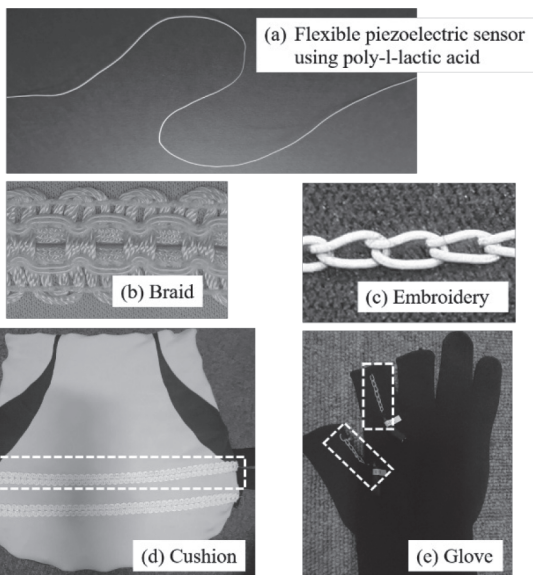 (a) Flexible piezoelectric sensor
using poly-l-lactic acid
(b) Braid
(c) Embroidery
(d) Cushion
(e) Glove